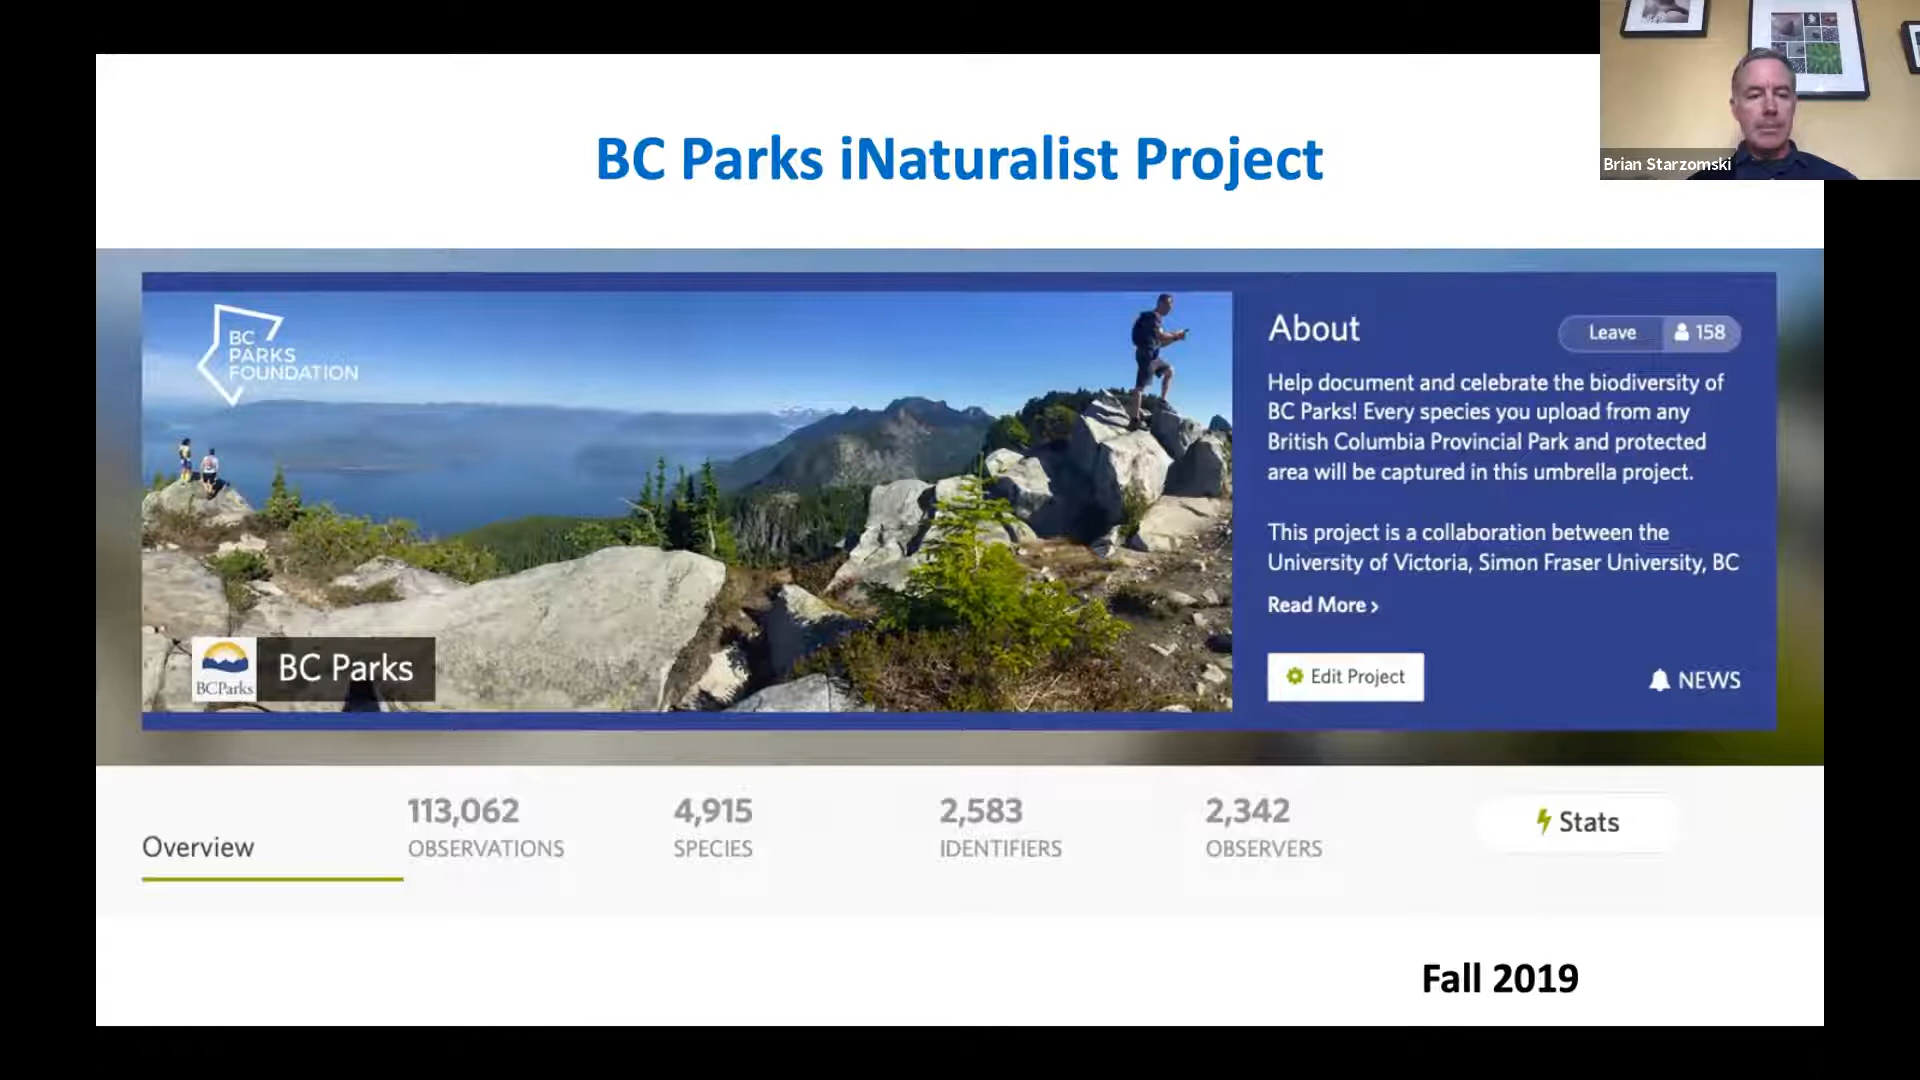 BC Parks iNaturalist Project
Brian Starzomski
BC
PARKS
FOUNDATION
BCParks
BC Parks
About
Leave
158
Help document and celebrate the biodiversity of
BC Parks! Every species you upload from any
British Columbia Provincial Park and protected
area will be captured in this umbrella project.
This project is a collaboration between the
University of Victoria, Simon Fraser University, BC
Read More ›
Edit Project
NEWS
Overview
113,062
OBSERVATIONS
4,915
SPECIES
2,583
IDENTIFIERS
2,342
OBSERVERS
Stats
Fall 2019